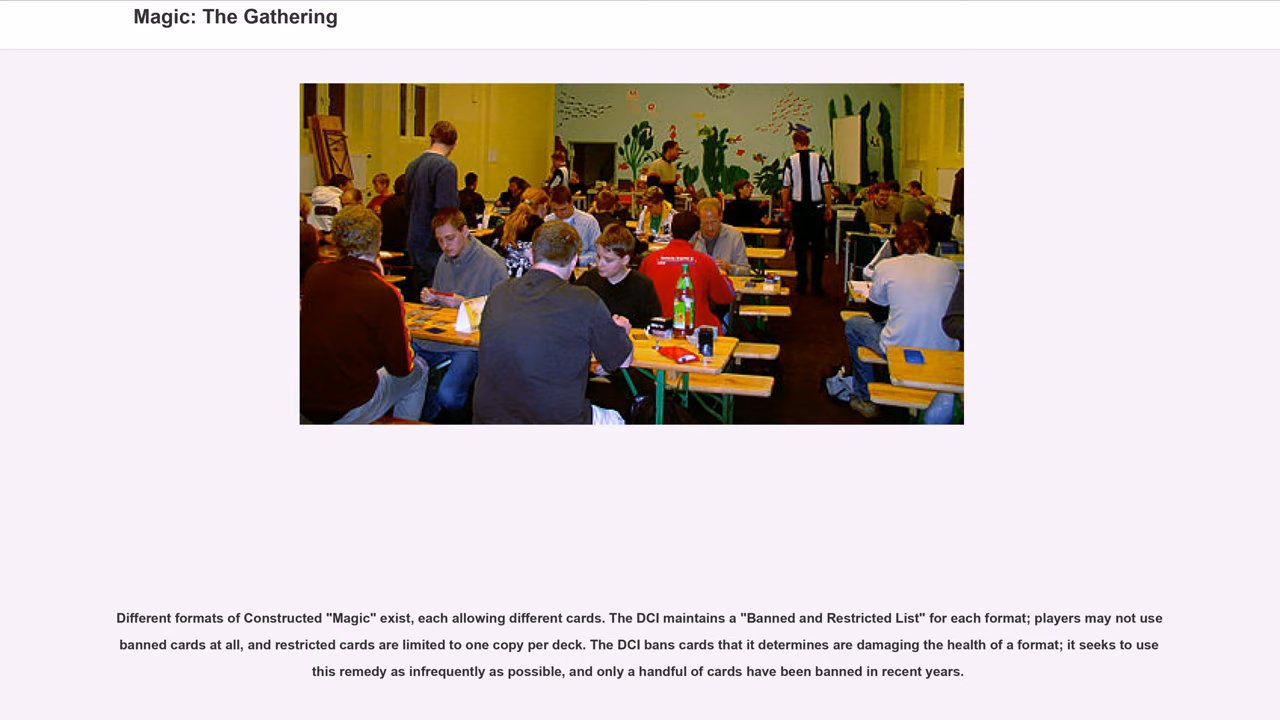 Magic: The Gathering
Different formats of Constructed "Magic" exist, each allowing different cards. The DCI maintains a "Banned and Restricted List" for each format; players may not use
banned cards at all, and restricted cards are limited to one copy per deck. The DCI bans cards that it determines are damaging the health of a format; it seeks to use
this remedy as infrequently as possible, and only a handful of cards have been banned in recent years.